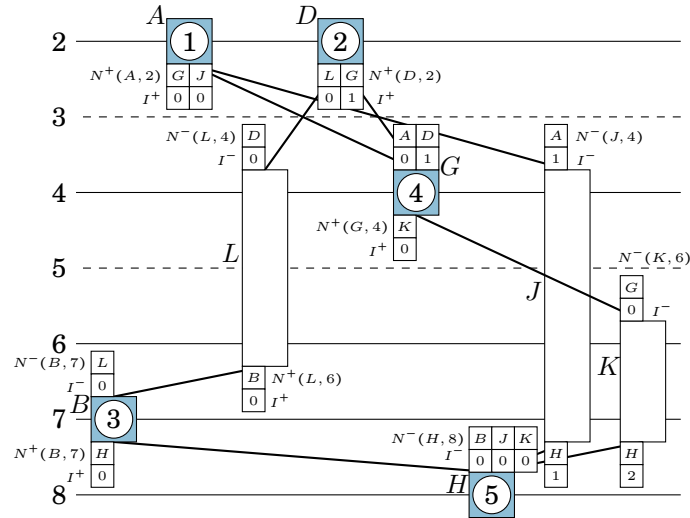 A D
2 1 2
N⁺(A, 2) G J L G N⁺(D, 2)
I⁺ 0 0 0 1 I⁺
3
N⁻(L, 4) D A D A N⁻(J, 4)
I⁻ 0 0 1 G 1 I⁻
4 4
N⁺(G, 4) K
I⁺ 0
L N⁻(K, 6)
5 J G
0 I⁻
6
N⁻(B, 7) L K
I⁻ 0 B N⁺(L, 6)
B 0 I⁺
7 3
N⁺(B, 7) H N⁻(H, 8) B J K H H
I⁺ 0 I⁻ 0 0 0 1 2
8 H 5